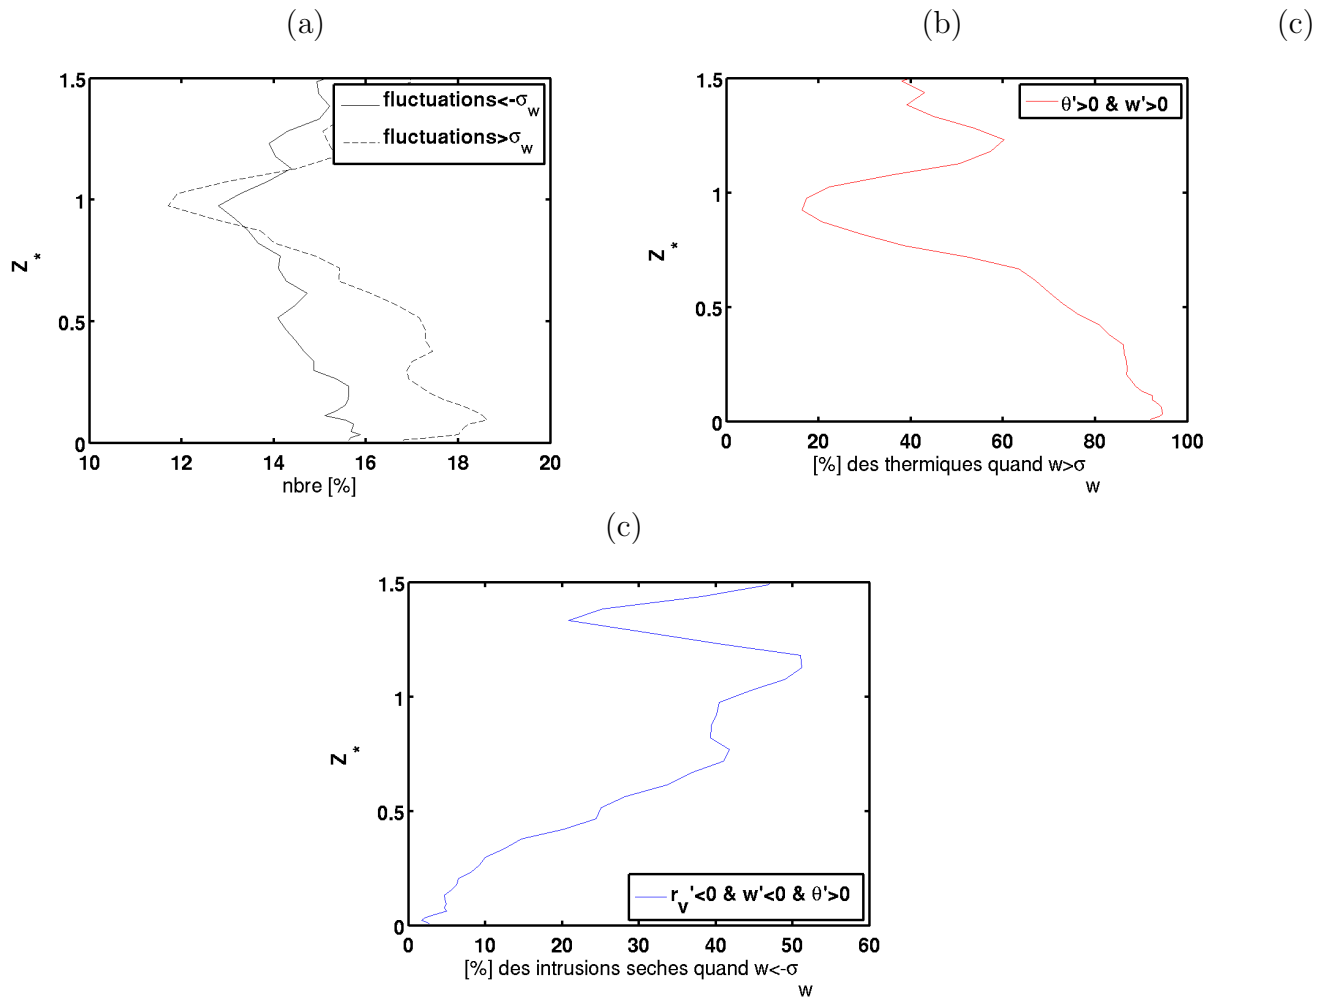 (a) (b) (c)
1.5
1
0.5
0
Z*
fluctuations<-σw
fluctuations>σw
10 12 14 16 18 20
nbre [%]
1.5
1
0.5
0
Z*
θ'>0 & w'>0
0 20 40 60 80 100
[%] des thermiques quand w>σw
(c)
1.5
1
0.5
0
Z*
rv'<0 & w'<0 & θ'>0
0 10 20 30 40 50 60
[%] des intrusions seches quand w<-σw